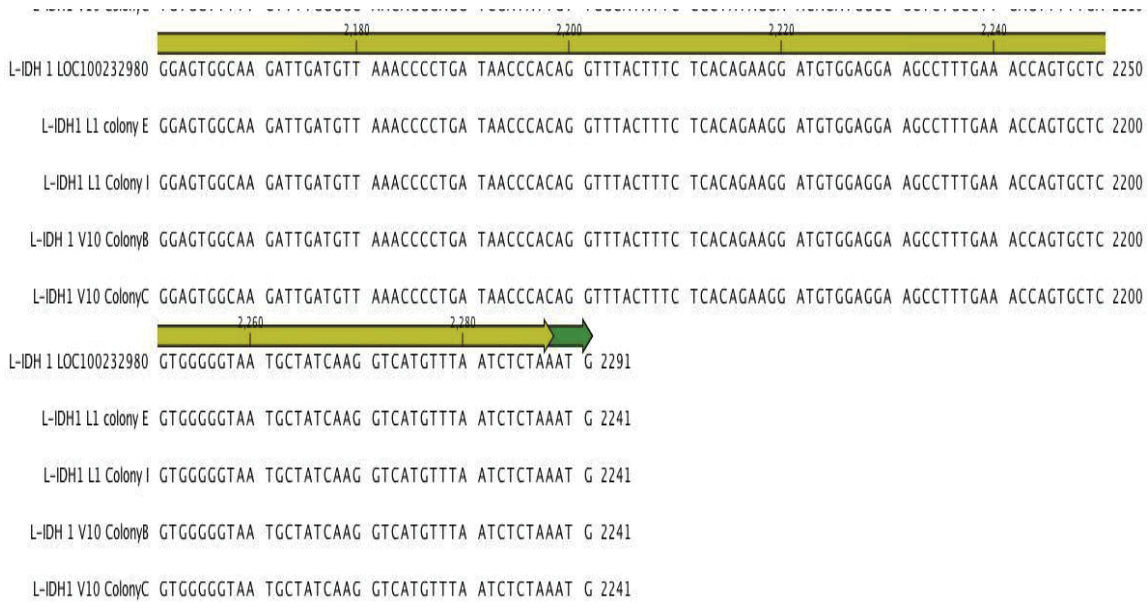 2,180 2,200 2,220 2,240
L-IDH 1 LOC100232980 GGAGTGGCAA GATTGATGTT AAACCCCTGA TAACCCACAG GTTTACTTTC TCACAGAAGG ATGTGGAGGA AGCCTTTGAA ACCAGTGCTC 2250
L-IDH1 L1 colony E GGAGTGGCAA GATTGATGTT AAACCCCTGA TAACCCACAG GTTTACTTTC TCACAGAAGG ATGTGGAGGA AGCCTTTGAA ACCAGTGCTC 2200
L-IDH1 L1 Colony I GGAGTGGCAA GATTGATGTT AAACCCCTGA TAACCCACAG GTTTACTTTC TCACAGAAGG ATGTGGAGGA AGCCTTTGAA ACCAGTGCTC 2200
L-IDH 1 V10 ColonyB GGAGTGGCAA GATTGATGTT AAACCCCTGA TAACCCACAG GTTTACTTTC TCACAGAAGG ATGTGGAGGA AGCCTTTGAA ACCAGTGCTC 2200
L-IDH1 V10 ColonyC GGAGTGGCAA GATTGATGTT AAACCCCTGA TAACCCACAG GTTTACTTTC TCACAGAAGG ATGTGGAGGA AGCCTTTGAA ACCAGTGCTC 2200
2,260 2,280
L-IDH 1 LOC100232980 GTGGGGGTAA TGCTATCAAG GTCATGTTTA ATCTCTAAAT G 2291
L-IDH1 L1 colony E GTGGGGGTAA TGCTATCAAG GTCATGTTTA ATCTCTAAAT G 2241
L-IDH1 L1 Colony I GTGGGGGTAA TGCTATCAAG GTCATGTTTA ATCTCTAAAT G 2241
L-IDH 1 V10 ColonyB GTGGGGGTAA TGCTATCAAG GTCATGTTTA ATCTCTAAAT G 2241
L-IDH1 V10 ColonyC GTGGGGGTAA TGCTATCAAG GTCATGTTTA ATCTCTAAAT G 2241